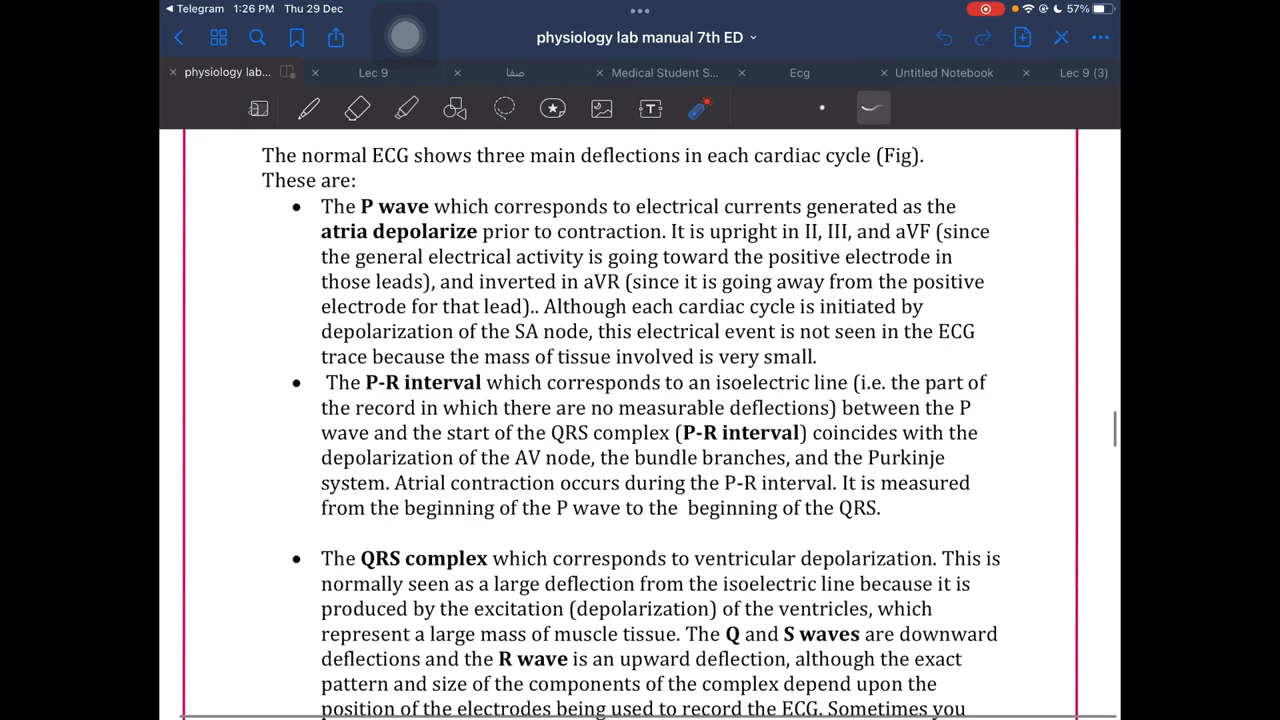 Telegram 1:26 PM Thu 29 Dec 57%
physiology lab manual 7th ED
physiology lab... Lec 9 صفا Medical Student S... Ecg Untitled Notebook Lec 9 (3)
The normal ECG shows three main deflections in each cardiac cycle (Fig).
These are:
• The P wave which corresponds to electrical currents generated as the
atria depolarize prior to contraction. It is upright in II, III, and aVF (since
the general electrical activity is going toward the positive electrode in
those leads), and inverted in aVR (since it is going away from the positive
electrode for that lead).. Although each cardiac cycle is initiated by
depolarization of the SA node, this electrical event is not seen in the ECG
trace because the mass of tissue involved is very small.
• The P-R interval which corresponds to an isoelectric line (i.e. the part of
the record in which there are no measurable deflections) between the P
wave and the start of the QRS complex (P-R interval) coincides with the
depolarization of the AV node, the bundle branches, and the Purkinje
system. Atrial contraction occurs during the P-R interval. It is measured
from the beginning of the P wave to the beginning of the QRS.
• The QRS complex which corresponds to ventricular depolarization. This is
normally seen as a large deflection from the isoelectric line because it is
produced by the excitation (depolarization) of the ventricles, which
represent a large mass of muscle tissue. The Q and S waves are downward
deflections and the R wave is an upward deflection, although the exact
pattern and size of the components of the complex depend upon the
position of the electrodes being used to record the ECG. Sometimes you